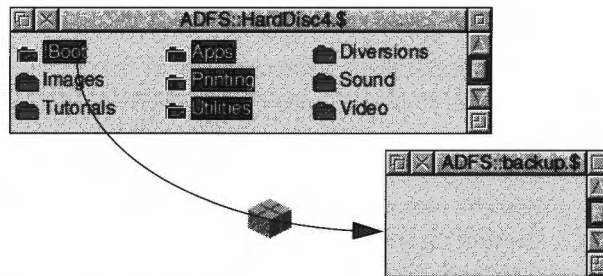 ADFS::HardDisc4.$
!Boot Apps Diversions
Images Printing Sound
Tutorials Utilities Video
ADFS::backup.$